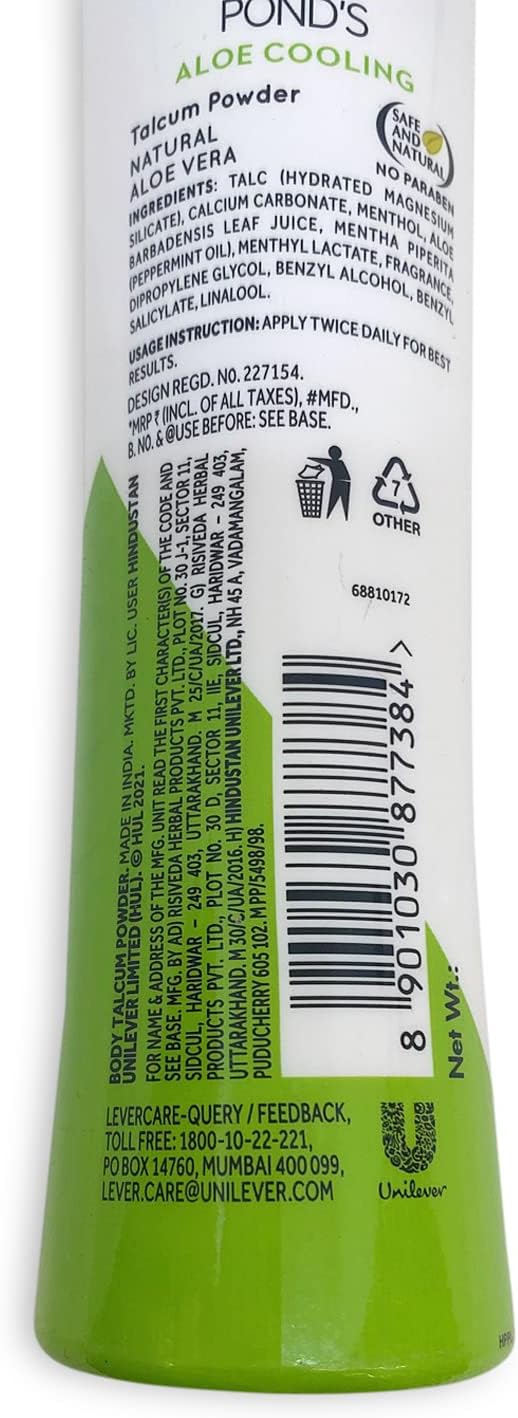 POND'S
ALOE COOLING
Talcum Powder
NATURAL
ALOE VERA
SAFE
AND
NATURAL
NO PARABEN
INGREDIENTS: TALC (HYDRATED MAGNESIUM
SILICATE), CALCIUM CARBONATE, MENTHOL, ALOE
BARBADENSIS LEAF JUICE, MENTHA PIPERITA
(PEPPERMINT OIL), MENTHYL LACTATE, FRAGRANCE,
DIPROPYLENE GLYCOL, BENZYL ALCOHOL, BENZYL
SALICYLATE, LINALOOL.
USAGE INSTRUCTION: APPLY TWICE DAILY FOR BEST
RESULTS.
DESIGN REGD. NO. 227154.
*MRP ₹ (INCL. OF ALL TAXES), #MFD.,
B. NO. & @USE BEFORE: SEE BASE.
7
OTHER
68810172
BODY TALCUM POWDER. MADE IN INDIA. MKTD. BY LIC. USER HINDUSTAN
UNILEVER LIMITED (HUL). © HUL 2021.
FOR NAME & ADDRESS OF THE MFG. UNIT READ THE FIRST CHARACTER(S) OF THE CODE AND
SEE BASE. MFG. BY ADI RISIVEDA HERBAL PRODUCTS PVT. LTD., PLOT NO. 30 J-1, SECTOR 11,
SIDCUL, HARIDWAR - 249 403, UTTARAKHAND. M 25/C/UA/2017. G) RISIVEDA HERBAL
PRODUCTS PVT. LTD., PLOT NO. 30 D, SECTOR 11, IIE, SIDCUL, HARIDWAR - 249 403,
UTTARAKHAND. M 30/C/UA/2016. H) HINDUSTAN UNILEVER LTD., NH 45 A, VADAMANGALAM,
PUDUCHERRY 605 102. MPP/5498/98.
8 901030 877384 >
Net Wt.:
LEVERCARE-QUERY / FEEDBACK,
TOLL FREE: 1800-10-22-221,
PO BOX 14760, MUMBAI 400 099,
LEVER.CARE@UNILEVER.COM
Unilever